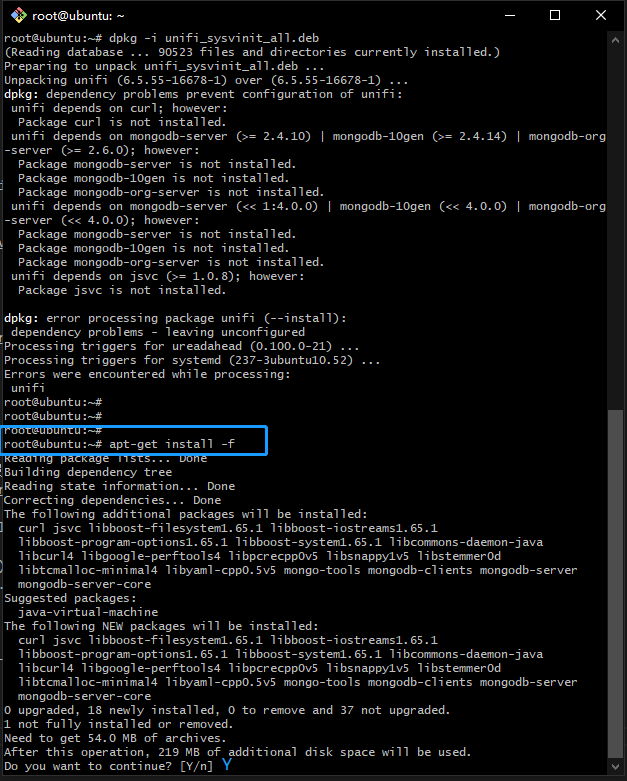 root@ubuntu: ~
root@ubuntu:~# dpkg -i unifi_sysvinit_all.deb
(Reading database ... 90523 files and directories currently installed.)
Preparing to unpack unifi_sysvinit_all.deb ...
Unpacking unifi (6.5.55-16678-1) over (6.5.55-16678-1) ...
dpkg: dependency problems prevent configuration of unifi:
 unifi depends on curl; however:
  Package curl is not installed.
 unifi depends on mongodb-server (>= 2.4.10) | mongodb-10gen (>= 2.4.14) | mongodb-org
-server (>= 2.6.0); however:
  Package mongodb-server is not installed.
  Package mongodb-10gen is not installed.
  Package mongodb-org-server is not installed.
 unifi depends on mongodb-server (<< 1:4.0.0) | mongodb-10gen (<< 4.0.0) | mongodb-org
-server (<< 4.0.0); however:
  Package mongodb-server is not installed.
  Package mongodb-10gen is not installed.
  Package mongodb-org-server is not installed.
 unifi depends on jsvc (>= 1.0.8); however:
  Package jsvc is not installed.

dpkg: error processing package unifi (--install):
 dependency problems - leaving unconfigured
Processing triggers for ureadahead (0.100.0-21) ...
Processing triggers for systemd (237-3ubuntu10.52) ...
Errors were encountered while processing:
 unifi
root@ubuntu:~#
root@ubuntu:~#
root@ubuntu:~#
root@ubuntu:~# apt-get install -f
Reading package lists... Done
Building dependency tree
Reading state information... Done
Correcting dependencies... Done
The following additional packages will be installed:
  curl jsvc libboost-filesystem1.65.1 libboost-iostreams1.65.1
  libboost-program-options1.65.1 libboost-system1.65.1 libcommons-daemon-java
  libcurl4 libgoogle-perftools4 libpcrecpp0v5 libsnappy1v5 libstemmer0d
  libtcmalloc-minimal4 libyaml-cpp0.5v5 mongo-tools mongodb-clients mongodb-server
  mongodb-server-core
Suggested packages:
  java-virtual-machine
The following NEW packages will be installed:
  curl jsvc libboost-filesystem1.65.1 libboost-iostreams1.65.1
  libboost-program-options1.65.1 libboost-system1.65.1 libcommons-daemon-java
  libcurl4 libgoogle-perftools4 libpcrecpp0v5 libsnappy1v5 libstemmer0d
  libtcmalloc-minimal4 libyaml-cpp0.5v5 mongo-tools mongodb-clients mongodb-server
  mongodb-server-core
0 upgraded, 18 newly installed, 0 to remove and 37 not upgraded.
1 not fully installed or removed.
Need to get 54.0 MB of archives.
After this operation, 219 MB of additional disk space will be used.
Do you want to continue? [Y/n] Y